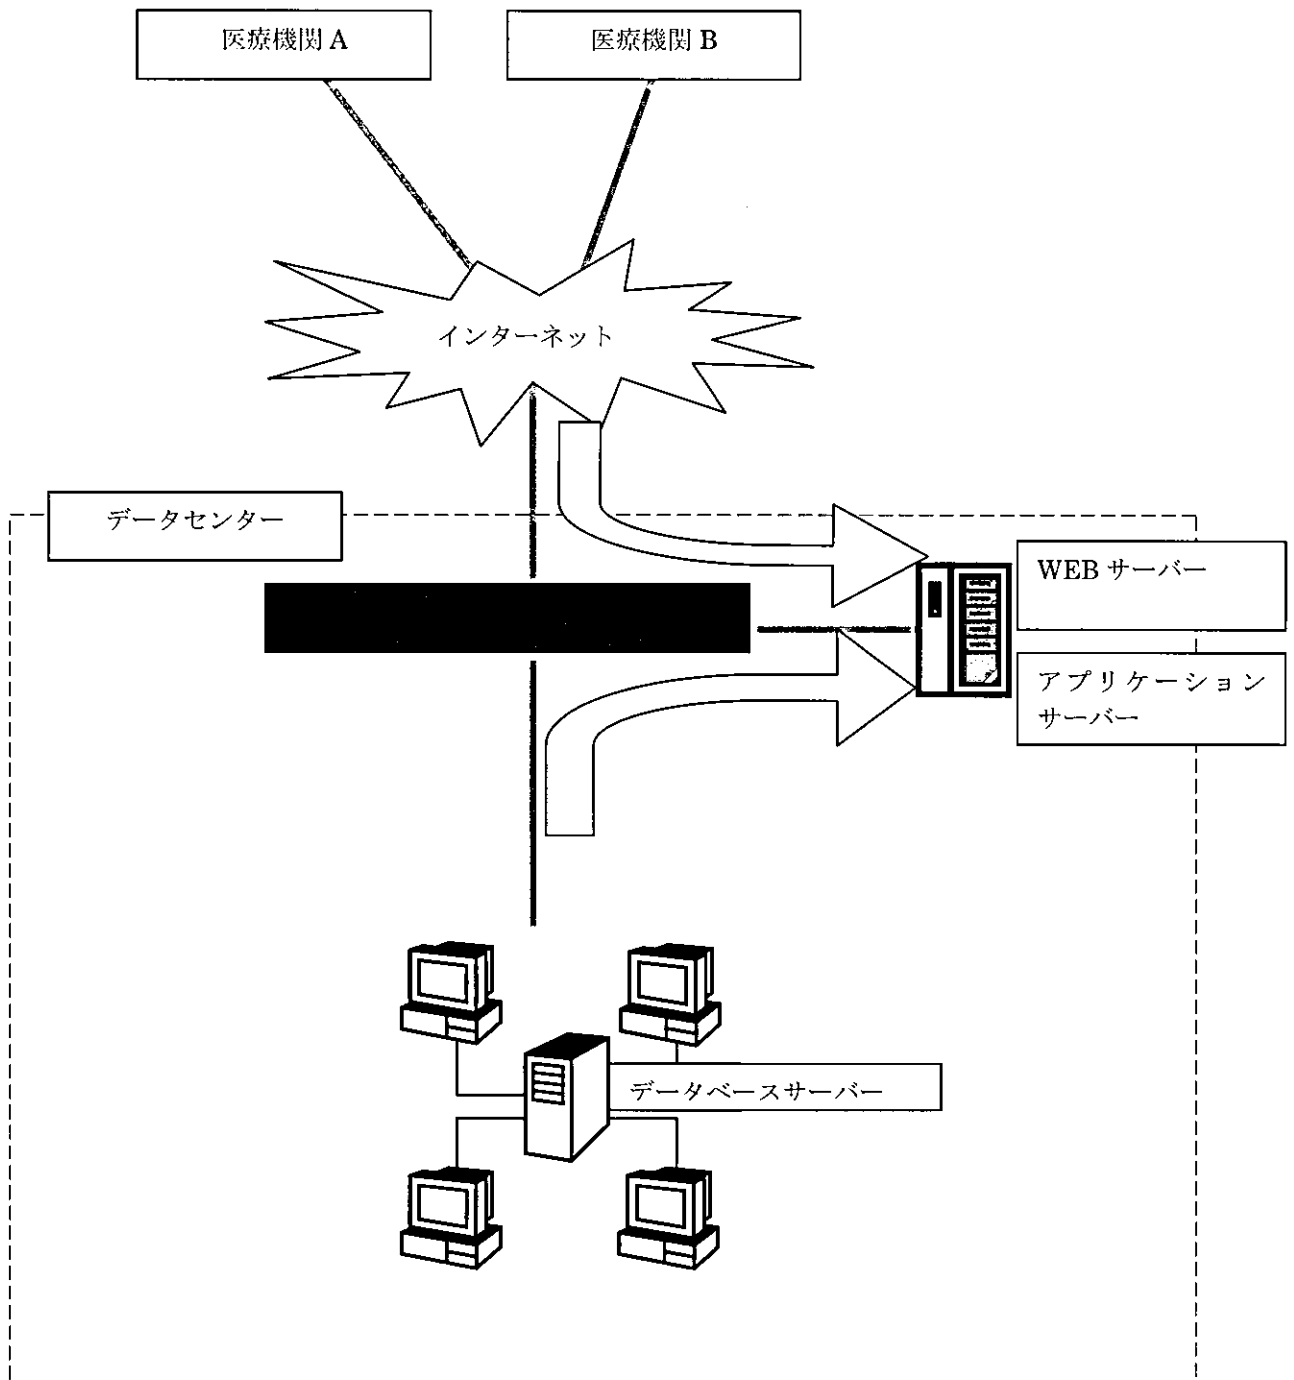 医療機関 A
医療機関 B
インターネット
データセンター
WEB サーバー
アプリケーション
サーバー
データベースサーバー